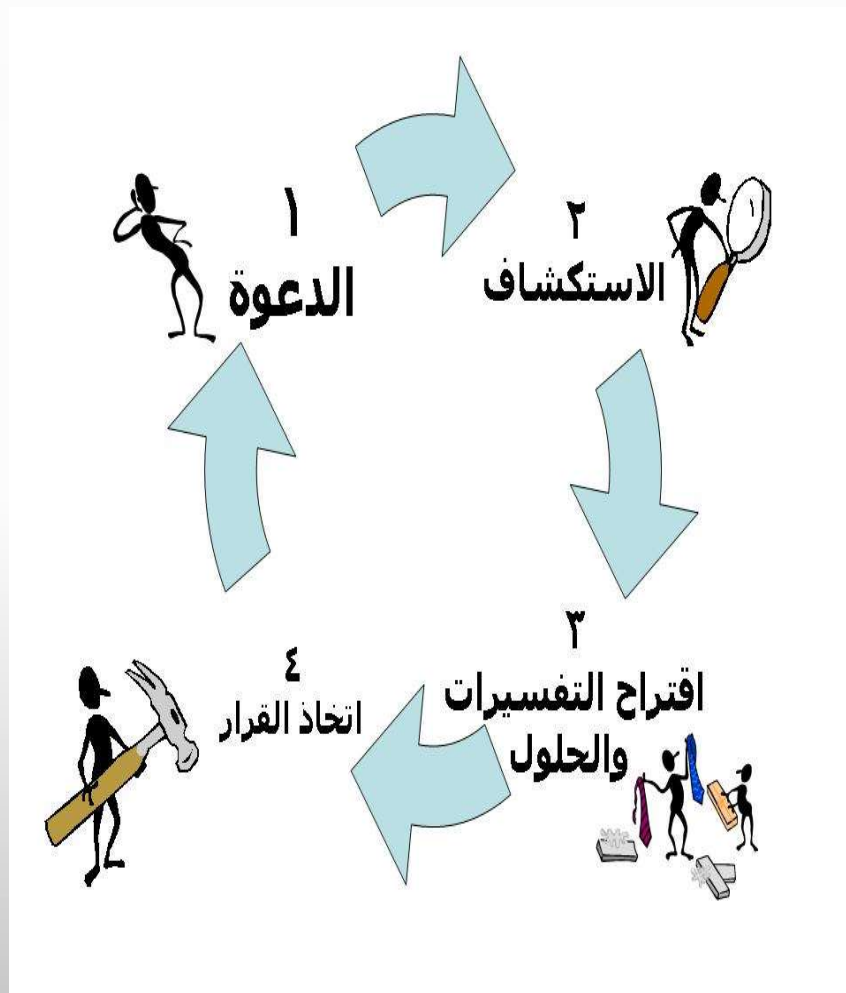 ١
الدعوة
٢
الاستكشاف
٣
اقتراح التفسيرات
والحلول
٤
اتخاذ القرار